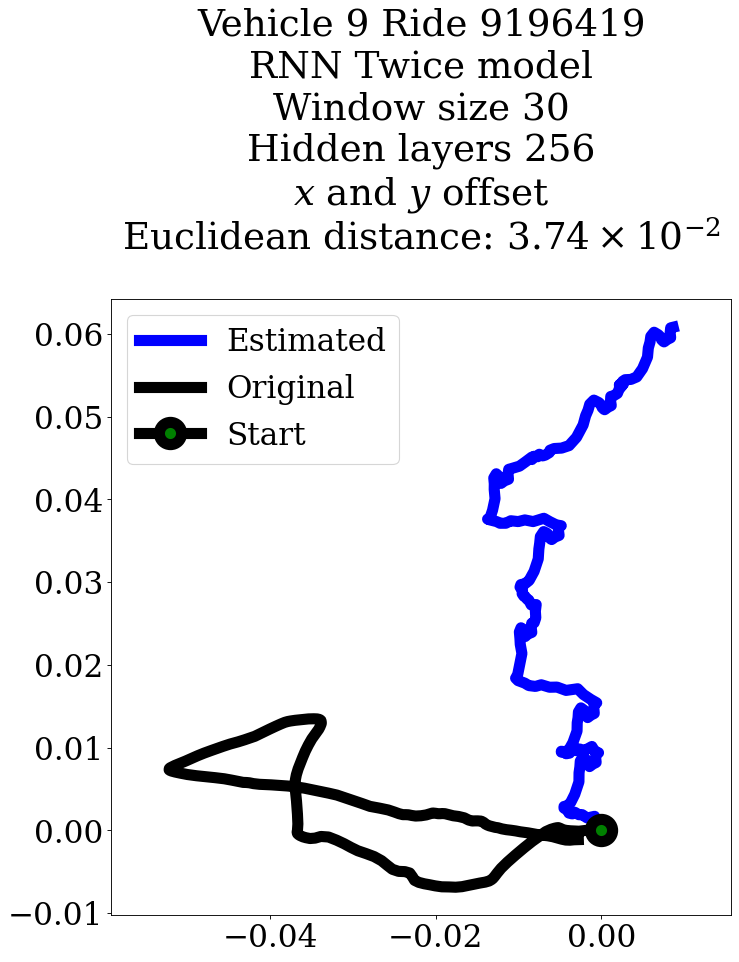 Vehicle 9 Ride 9196419
RNN Twice model
Window size 30
Hidden layers 256
x and y offset
Euclidean distance: 3.74 × 10⁻²
Estimated
Original
Start
0.06
0.05
0.04
0.03
0.02
0.01
0.00
−0.01
−0.04 −0.02 0.00